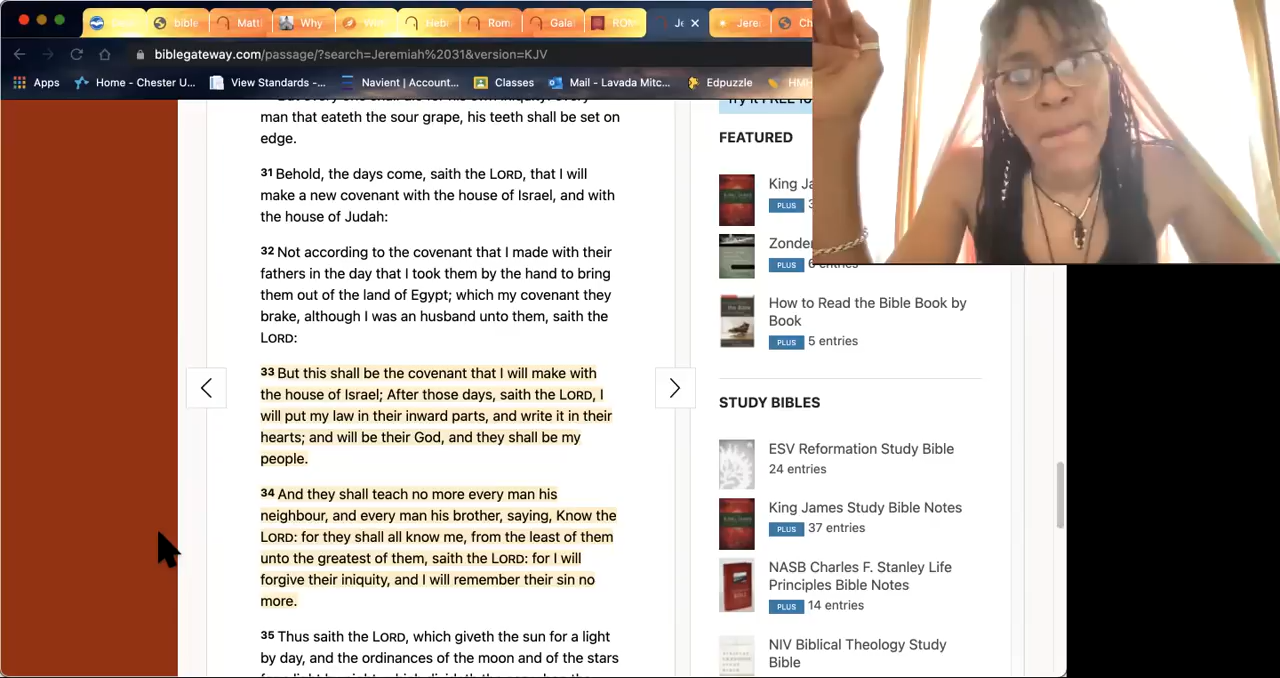 bible
Matt
Why
Heb
Rom
Gala
ROM
Je
Jere
Ch
biblegateway.com/passage/?search=Jeremiah%2031&version=KJV
Apps
Home - Chester U...
View Standards -...
Navient | Account...
Classes
Mail - Lavada Mitc...
Edpuzzle
HMH
man that eateth the sour grape, his teeth shall be set on
edge.
31 Behold, the days come, saith the LORD, that I will
make a new covenant with the house of Israel, and with
the house of Judah:
32 Not according to the covenant that I made with their
fathers in the day that I took them by the hand to bring
them out of the land of Egypt; which my covenant they
brake, although I was an husband unto them, saith the
LORD:
33 But this shall be the covenant that I will make with
the house of Israel; After those days, saith the LORD, I
will put my law in their inward parts, and write it in their
hearts; and will be their God, and they shall be my
people.
34 And they shall teach no more every man his
neighbour, and every man his brother, saying, Know the
LORD: for they shall all know me, from the least of them
unto the greatest of them, saith the LORD: for I will
forgive their iniquity, and I will remember their sin no
more.
35 Thus saith the LORD, which giveth the sun for a light
by day, and the ordinances of the moon and of the stars
FEATURED
King Ja
PLUS
Zonder
PLUS
How to Read the Bible Book by
Book
PLUS 5 entries
STUDY BIBLES
ESV Reformation Study Bible
24 entries
King James Study Bible Notes
PLUS 37 entries
NASB Charles F. Stanley Life
Principles Bible Notes
PLUS 14 entries
NIV Biblical Theology Study
Bible